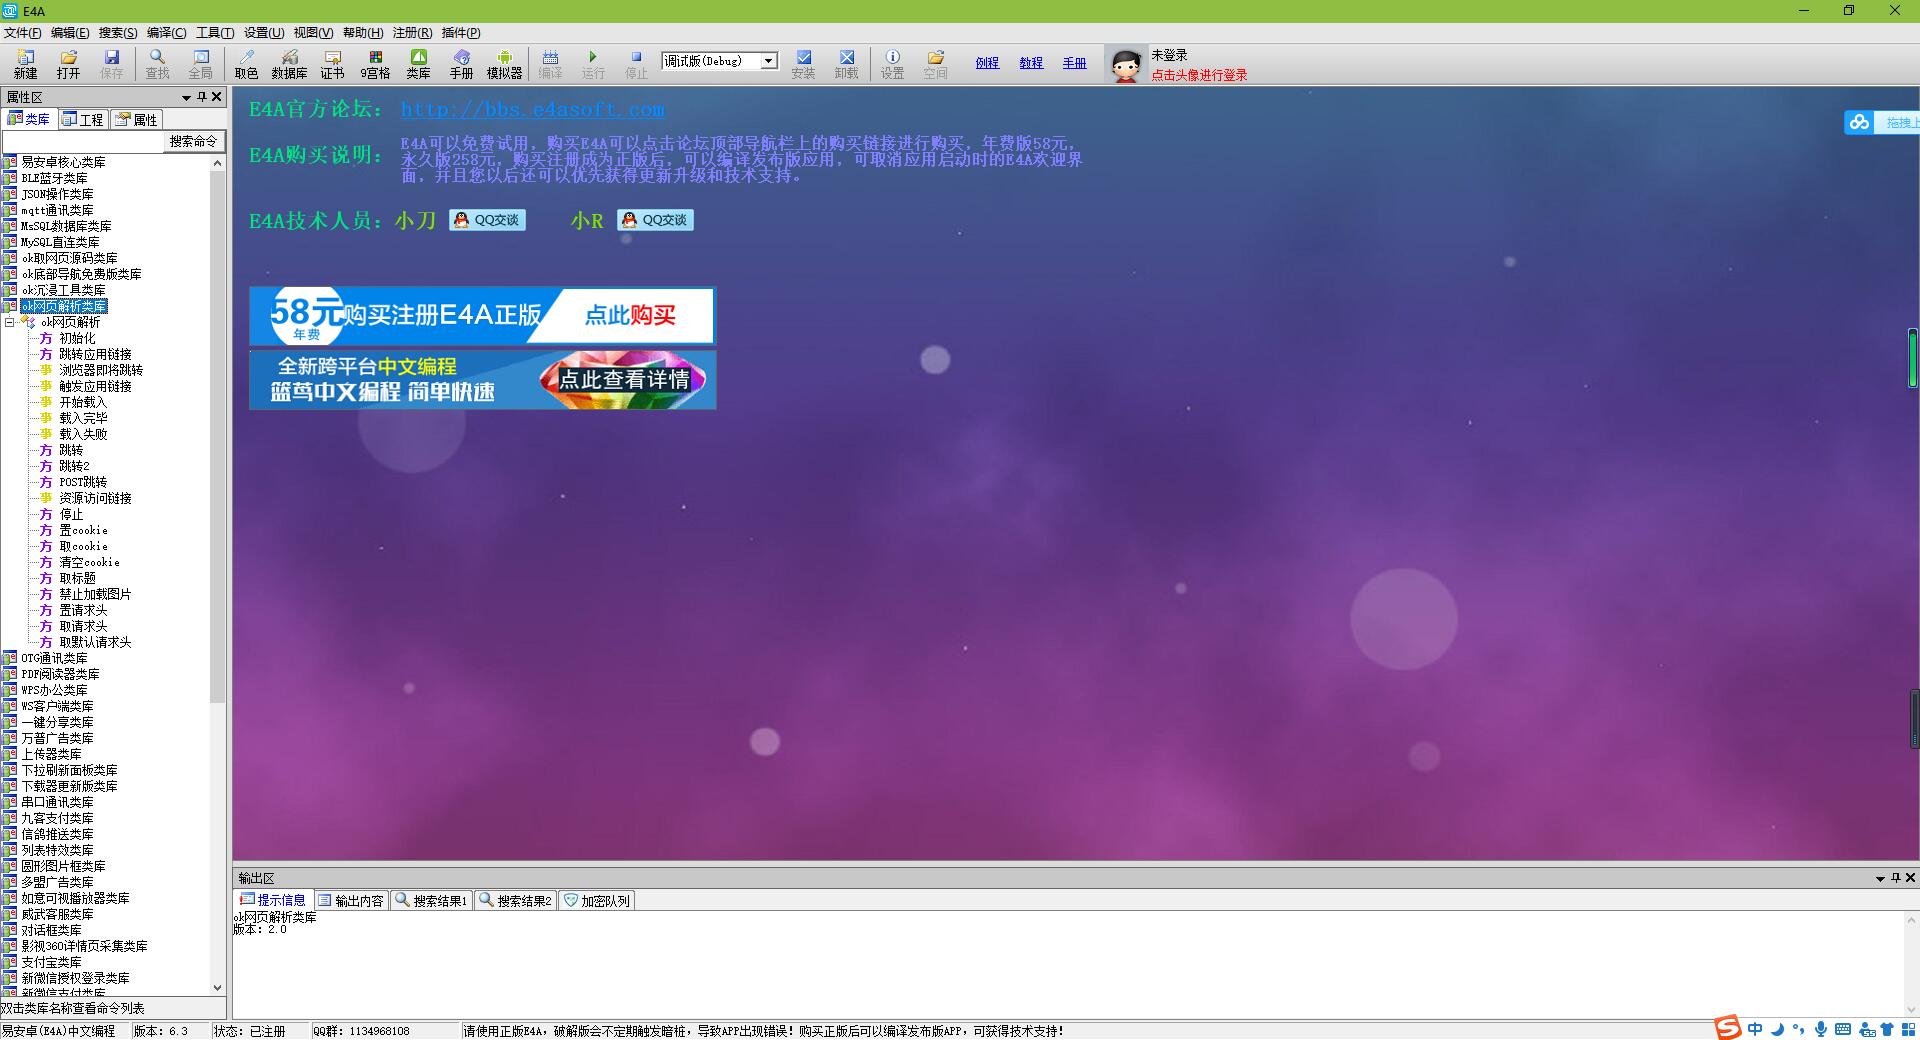 E4A
文件(F) 编辑(E) 搜索(S) 编译(C) 工具(T) 设置(U) 视图(V) 帮助(H) 注册(R) 插件(P)
新建 打开 保存 查找 全局 取色 数据库 证书 9宫格 类库 手册 模拟器 编译 运行 停止 调试版(Debug) 安装 卸载 设置 空间 例程 教程 手册
未登录
点击头像进行登录
属性区
类库 工程 属性
搜索命令
易安卓核心类库
BLE蓝牙类库
JSON操作类库
mqtt通讯类库
MsSQL数据库类库
MySQL直连类库
ok取网页源码类库
ok底部导航免费版类库
ok沉浸工具类库
ok网页解析类库
ok网页解析
方 初始化
方 跳转应用链接
事 浏览器即将跳转
事 触发应用链接
事 开始载入
事 载入完毕
事 载入失败
方 跳转
方 跳转2
方 POST跳转
事 资源访问链接
方 停止
方 置cookie
方 取cookie
方 清空cookie
方 取标题
方 禁止加载图片
方 置请求头
方 取请求头
方 取默认请求头
OTG通讯类库
PDF阅读器类库
WPS办公类库
WS客户端类库
一键分享类库
万普广告类库
上传器类库
下拉刷新面板类库
下载器更新版类库
串口通讯类库
九客支付类库
信鸽推送类库
列表特效类库
圆形图片框类库
多盟广告类库
如意可视播放器类库
威武客服类库
对话框类库
影视360详情页采集类库
支付宝类库
新微信授权登录类库
新微信支付类库
双击类库名称查看命令列表
E4A官方论坛： http://bbs.e4asoft.com
E4A购买说明：
E4A可以免费试用，购买E4A可以点击论坛顶部导航栏上的购买链接进行购买，年费版58元，
永久版258元，购买注册成为正版后，可以编译发布版应用，可取消应用启动时的E4A欢迎界
面，并且您以后还可以优先获得更新升级和技术支持。
E4A技术人员： 小刀 QQ交谈 小R QQ交谈
58元 购买注册E4A正版 点此购买
年费
全新跨平台中文编程
篮筸中文编程 简单快速
点此查看详情
拖拽上
输出区
提示信息 输出内容 搜索结果1 搜索结果2 加密队列
ok网页解析类库
版本：2.0
易安卓(E4A)中文编程 版本：6.3 状态：已注册 QQ群：1134968108 请使用正版E4A，破解版会不定期触发暗桩，导致APP出现错误！购买正版后可以编译发布版APP，可获得技术支持！
中